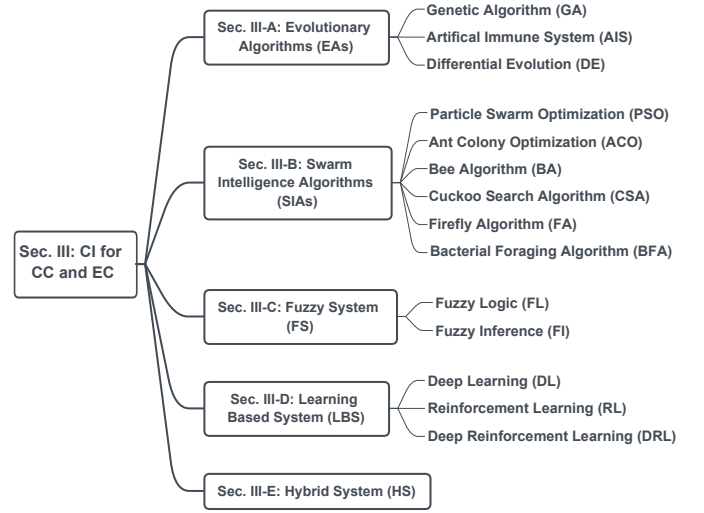 Sec. III: CI for
CC and EC
Sec. III-A: Evolutionary
Algorithms (EAs)
Genetic Algorithm (GA)
Artifical Immune System (AIS)
Differential Evolution (DE)
Sec. III-B: Swarm
Intelligence Algorithms
(SIAs)
Particle Swarm Optimization (PSO)
Ant Colony Optimization (ACO)
Bee Algorithm (BA)
Cuckoo Search Algorithm (CSA)
Firefly Algorithm (FA)
Bacterial Foraging Algorithm (BFA)
Sec. III-C: Fuzzy System
(FS)
Fuzzy Logic (FL)
Fuzzy Inference (FI)
Sec. III-D: Learning
Based System (LBS)
Deep Learning (DL)
Reinforcement Learning (RL)
Deep Reinforcement Learning (DRL)
Sec. III-E: Hybrid System (HS)